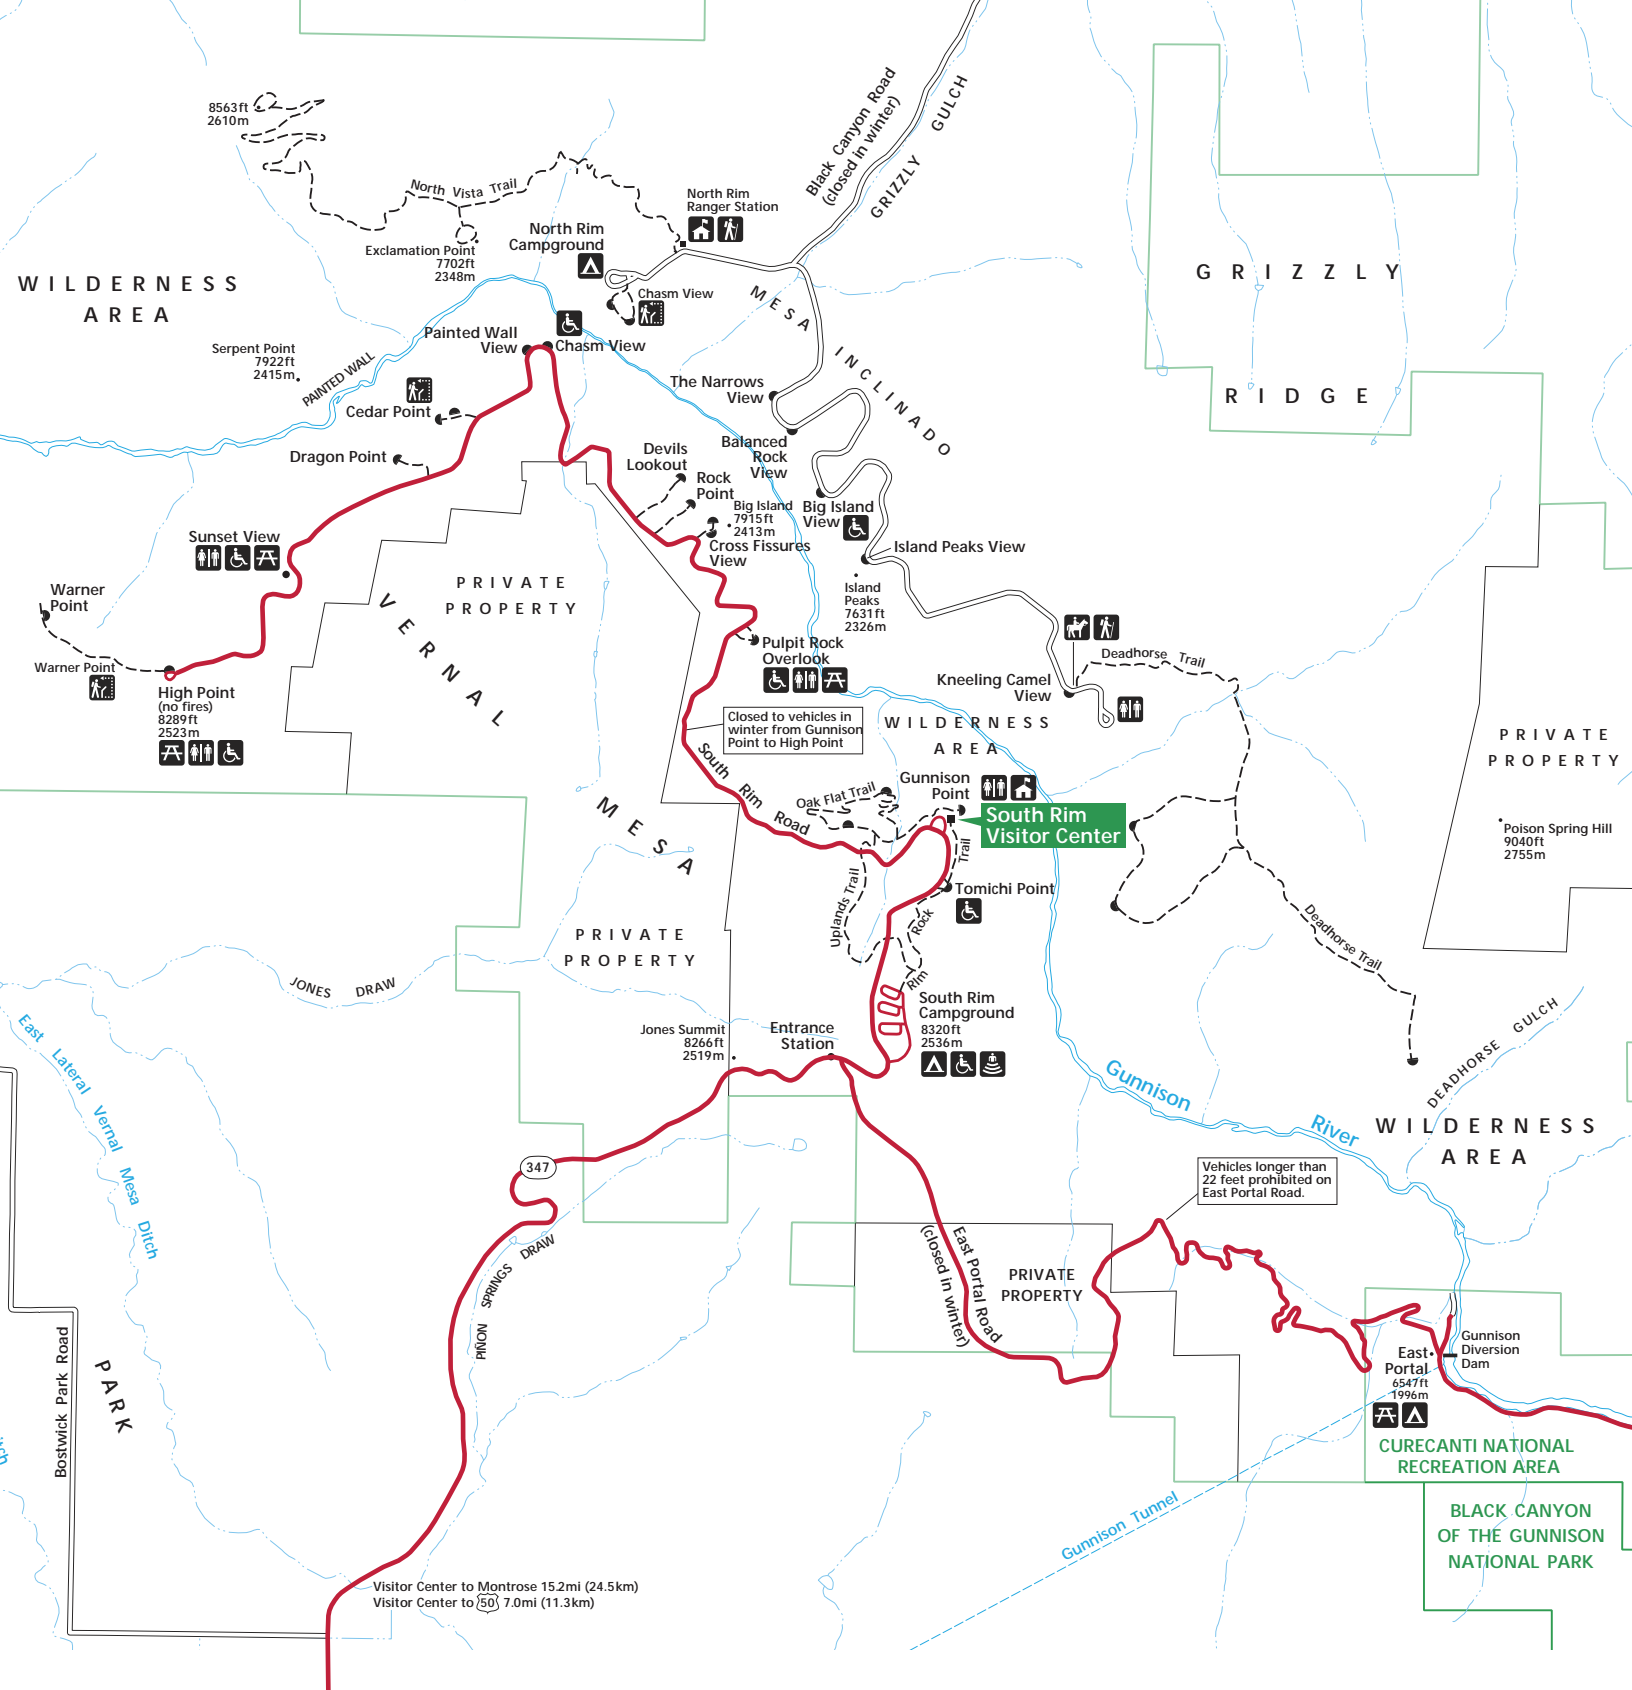 Black Canyon Road
(closed in winter)
GRIZZLY GULCH
8563ft
2610m
North Vista Trail
North Rim
Ranger Station
North Rim
Campground
Exclamation Point
7702ft
2348m
WILDERNESS
AREA
GRIZZLY
RIDGE
Chasm View
MESA INCLINADO
Painted Wall
View
Chasm View
Serpent Point
7922ft
2415m
PAINTED WALL
The Narrows
View
Cedar Point
Balanced
Rock
View
Devils
Lookout
Dragon Point
Rock
Point
Big Island
7915ft
2413m
Big Island
View
Cross Fissures
View
Sunset View
Island Peaks View
Island
Peaks
7631ft
2326m
Warner
Point
PRIVATE
PROPERTY
VERNAL
MESA
Pulpit Rock
Overlook
Deadhorse Trail
Warner Point
Kneeling Camel
View
High Point
(no fires)
8289ft
2523m
Closed to vehicles in
winter from Gunnison
Point to High Point
WILDERNESS
AREA
PRIVATE
PROPERTY
South Rim Road
Oak Flat Trail
Gunnison
Point
South Rim
Visitor Center
Poison Spring Hill
9040ft
2755m
Uplands Trail
Rim Rock Trail
Tomichi Point
Deadhorse Trail
PRIVATE
PROPERTY
JONES DRAW
South Rim
Campground
8320ft
2536m
Entrance
Station
Jones Summit
8266ft
2519m
DEADHORSE GULCH
East Lateral Vernal Mesa Ditch
Gunnison River
WILDERNESS
AREA
347
Vehicles longer than
22 feet prohibited on
East Portal Road.
PIÑON SPRINGS DRAW
East Portal Road
(closed in winter)
PRIVATE
PROPERTY
Bostwick Park Road
PARK
Gunnison
Diversion
Dam
East
Portal
6547ft
1996m
CURECANTI NATIONAL
RECREATION AREA
BLACK CANYON
OF THE GUNNISON
NATIONAL PARK
Gunnison Tunnel
Visitor Center to Montrose 15.2mi (24.5km)
Visitor Center to 50 7.0mi (11.3km)